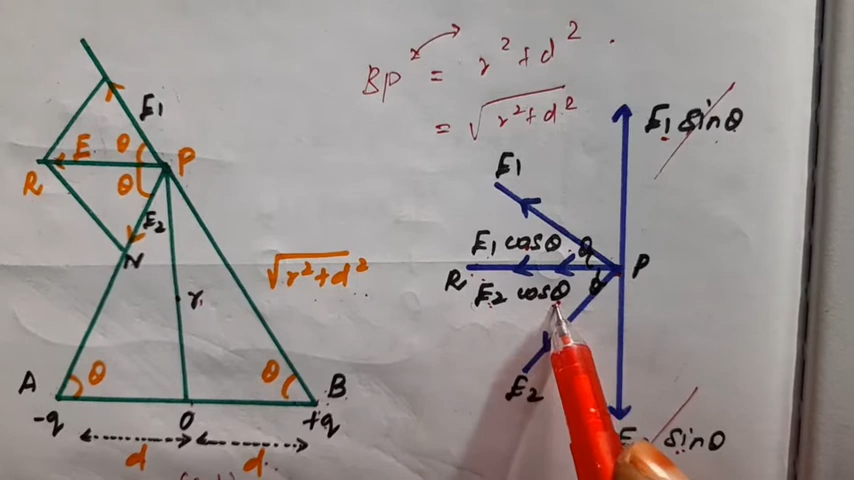 BP² = r² + d².
= √r²+d²
E₁
θ
E
P
R
θ
E₂
N
√r²+d²
r
A
θ
θ
B
-q
O
+q
d
d
E₁ sinθ
E₁
E₁ cosθ
θ
R
P
E₂ cosθ
θ
E₂
sinθ